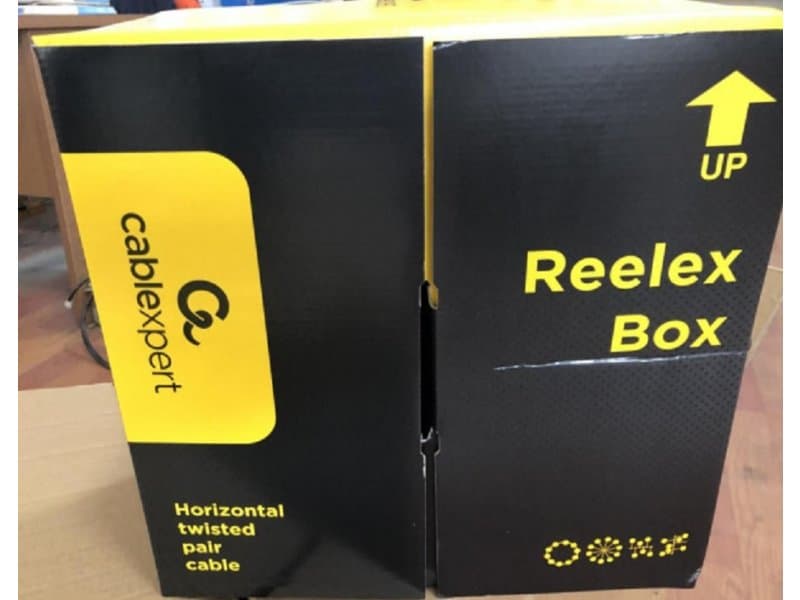 cablexpert
Horizontal
twisted
pair
cable
UP
Reelex
Box